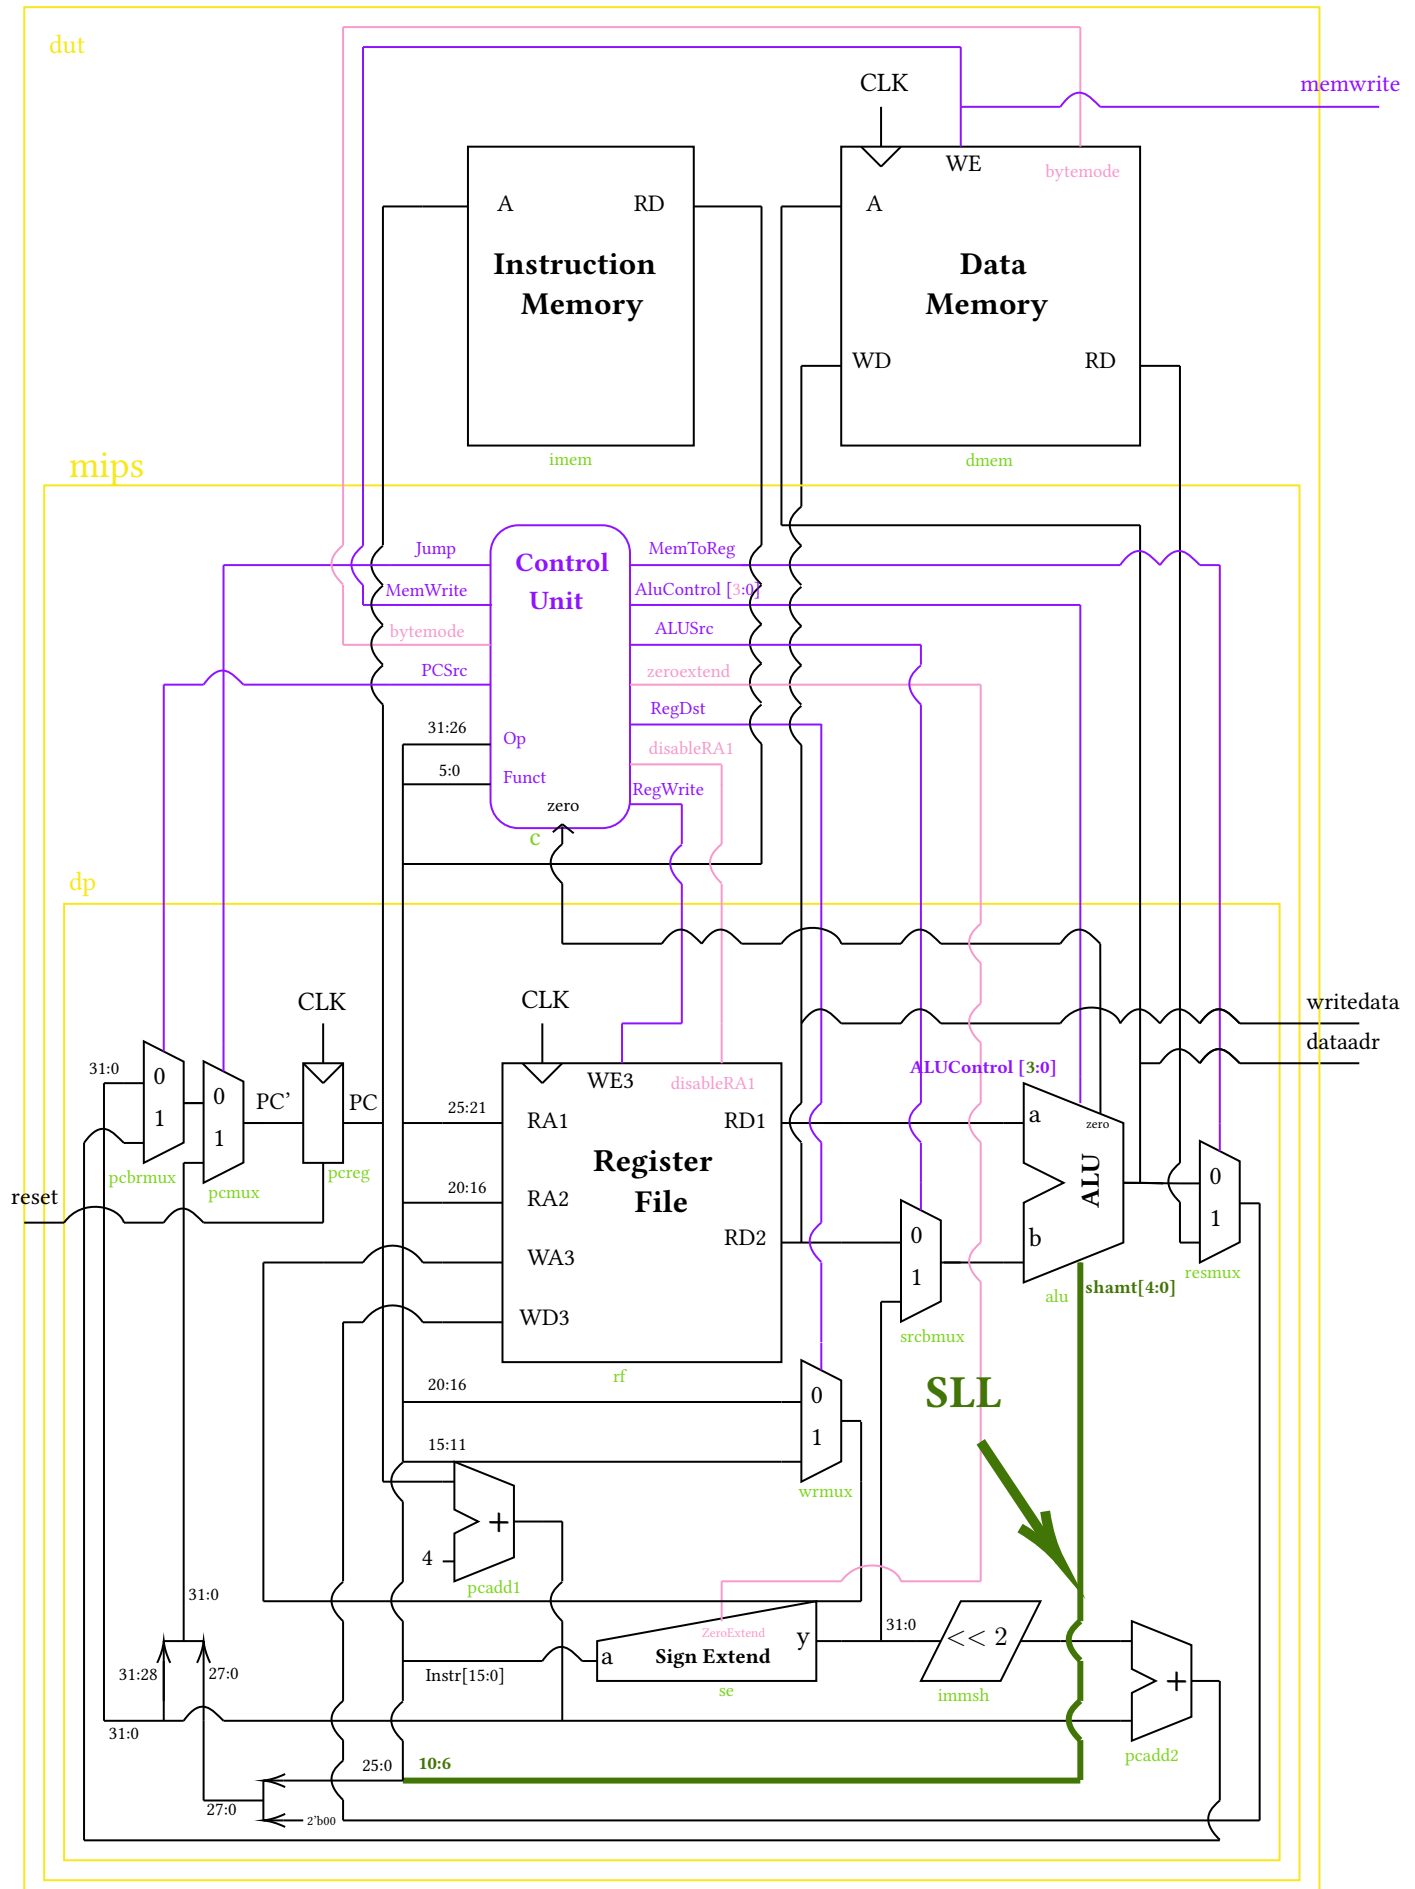 dut
CLK
memwrite
WE
bytemode
A
RD
A
Instruction
Memory
Data
Memory
WD
RD
imem
dmem
mips
Jump
Control
Unit
MemToReg
MemWrite
AluControl [3:0]
bytemode
ALUSrc
PCSrc
zeroextend
RegDst
31:26
Op
disableRA1
5:0
Funct
RegWrite
zero
c
dp
CLK
CLK
writedata
dataadr
31:0
0
1
0
1
PC'
PC
WE3
disableRA1
ALUControl [3:0]
25:21
RA1
RD1
a
zero
pcbrmux
pcmux
pcreg
Register
File
ALU
reset
20:16
RA2
0
1
WA3
RD2
0
1
b
resmux
shamt[4:0]
alu
WD3
srcbmux
rf
20:16
0
1
SLL
15:11
wrmux
4
+
pcadd1
31:0
ZeroExtend
31:0
<< 2
a
Sign Extend
y
31:28
27:0
Instr[15:0]
+
se
immsh
31:0
pcadd2
25:0
10:6
27:0
2'b00